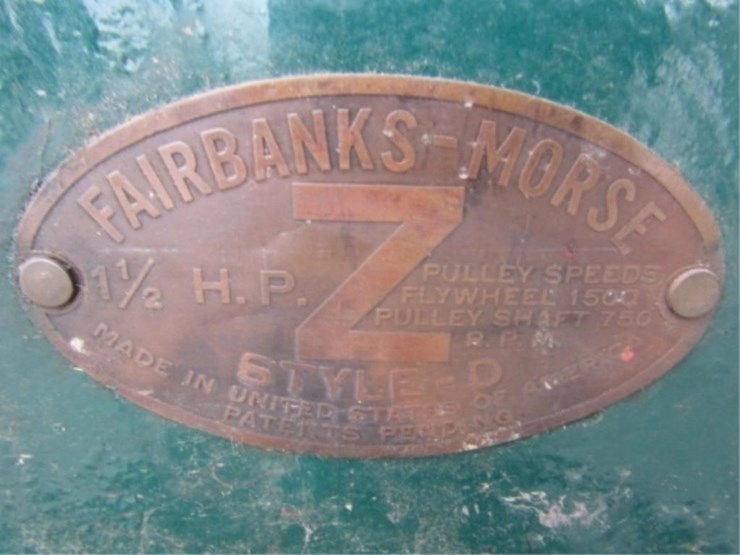 FAIRBANKS-MORSE
Z
1½ H.P.
PULLEY SPEEDS
FLYWHEEL 1500
PULLEY SHAFT 750
R.P.M.
STYLE-D
MADE IN UNITED STATES OF AMERICA
PATENTS PENDING